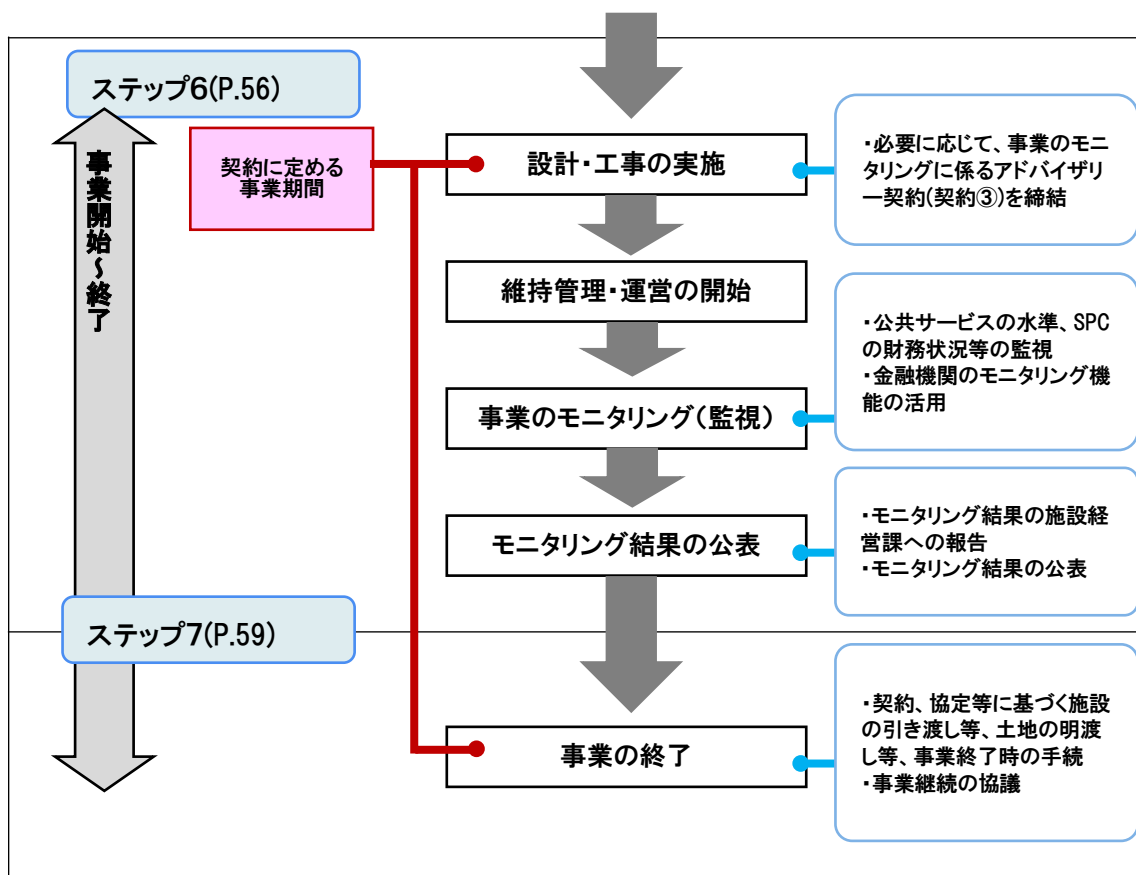 ステップ6(P.56)
事業開始～終了
契約に定める
事業期間
設計・工事の実施
・必要に応じて、事業のモニ
タリングに係るアドバイザリ
ー契約(契約③)を締結
維持管理・運営の開始
・公共サービスの水準、SPC
の財務状況等の監視
・金融機関のモニタリング機
能の活用
事業のモニタリング(監視)
モニタリング結果の公表
・モニタリング結果の施設経
営課への報告
・モニタリング結果の公表
ステップ7(P.59)
事業の終了
・契約、協定等に基づく施設
の引き渡し等、土地の明渡
し等、事業終了時の手続
・事業継続の協議